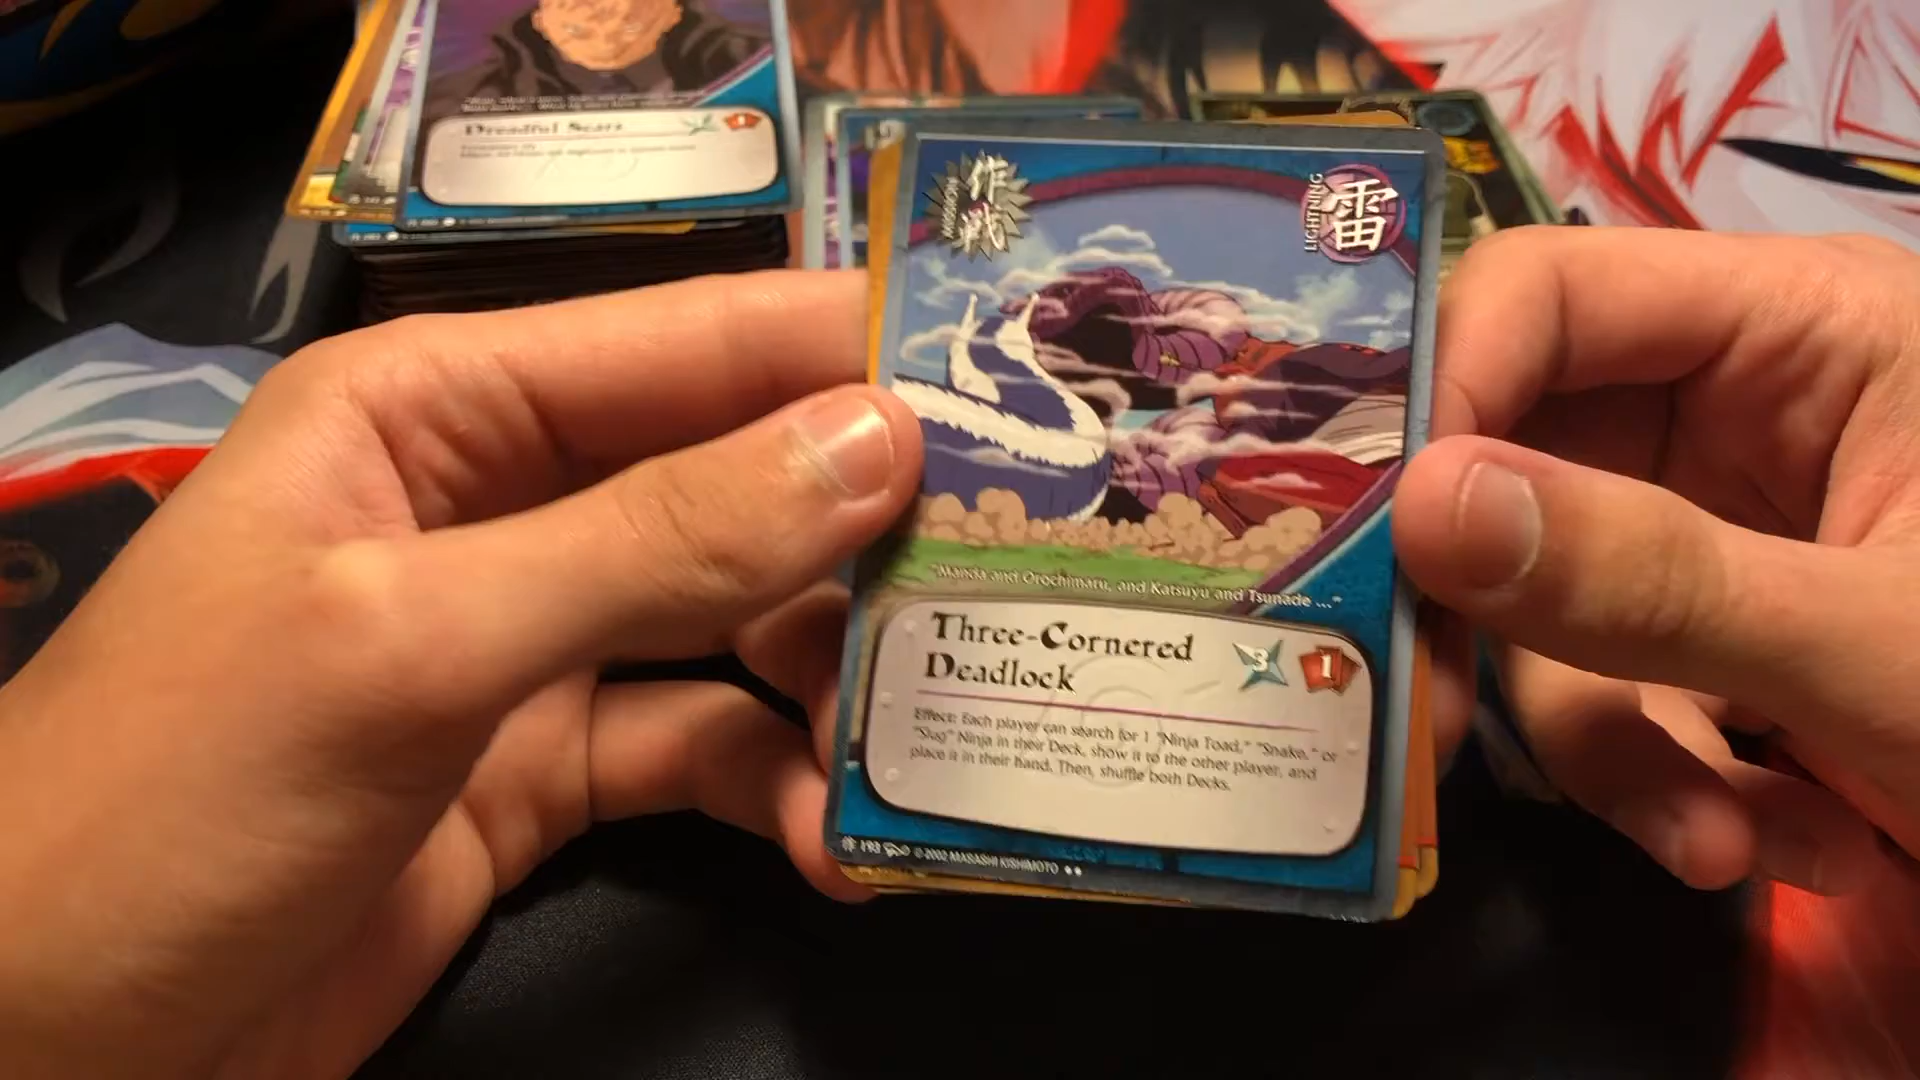 Dreadful Scars
作戦
MISSION
LIGHTNING
雷
"Manda and Orochimaru, and Katsuyu and Tsunade ..."
Three-Cornered
Deadlock
3
1
Effect: Each player can search for 1 "Ninja Toad," "Snake," or
"Slug" Ninja in their Deck, show it to the other player, and
place it in their hand. Then, shuffle both Decks.
作 193 © 2002 MASASHI KISHIMOTO